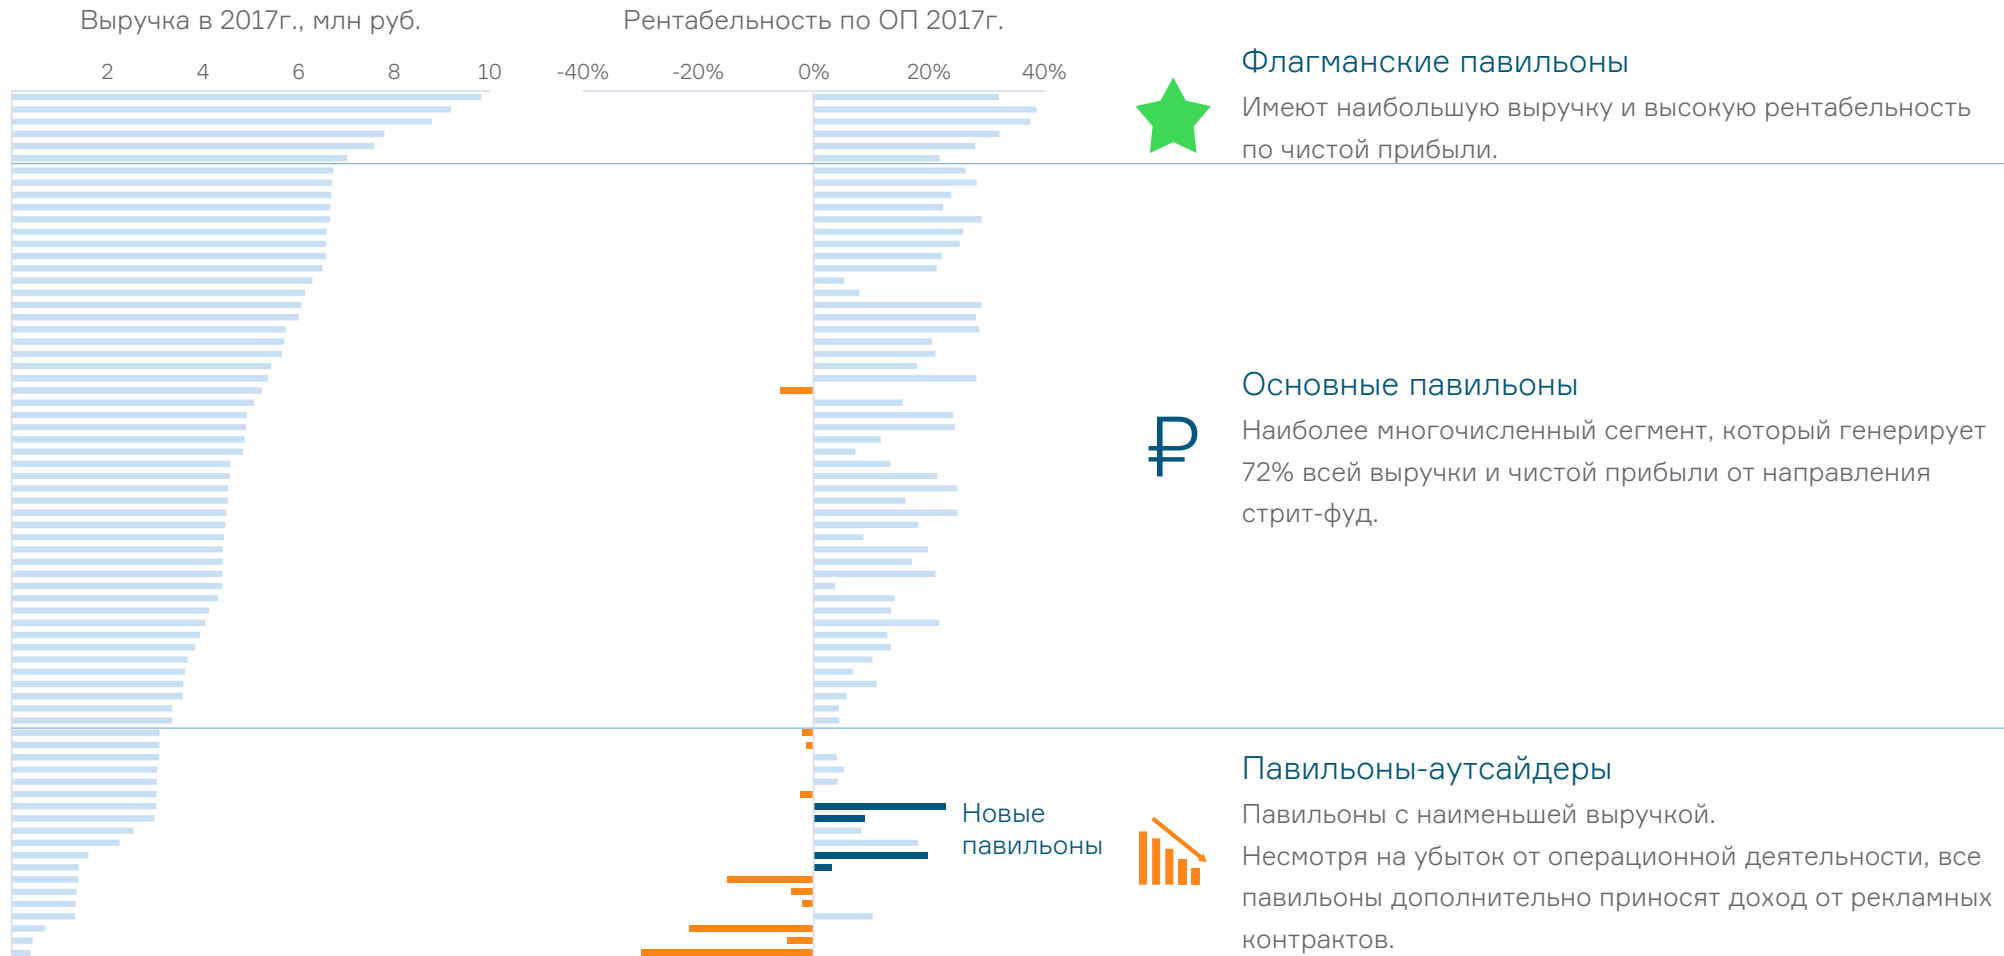 Выручка в 2017г., млн руб.
2 4 6 8 10
Рентабельность по ОП 2017г.
-40% -20% 0% 20% 40%
Флагманские павильоны
Имеют наибольшую выручку и высокую рентабельность
по чистой прибыли.
Основные павильоны
Наиболее многочисленный сегмент, который генерирует
72% всей выручки и чистой прибыли от направления
стрит-фуд.
Новые
павильоны
Павильоны-аутсайдеры
Павильоны с наименьшей выручкой.
Несмотря на убыток от операционной деятельности, все
павильоны дополнительно приносят доход от рекламных
контрактов.